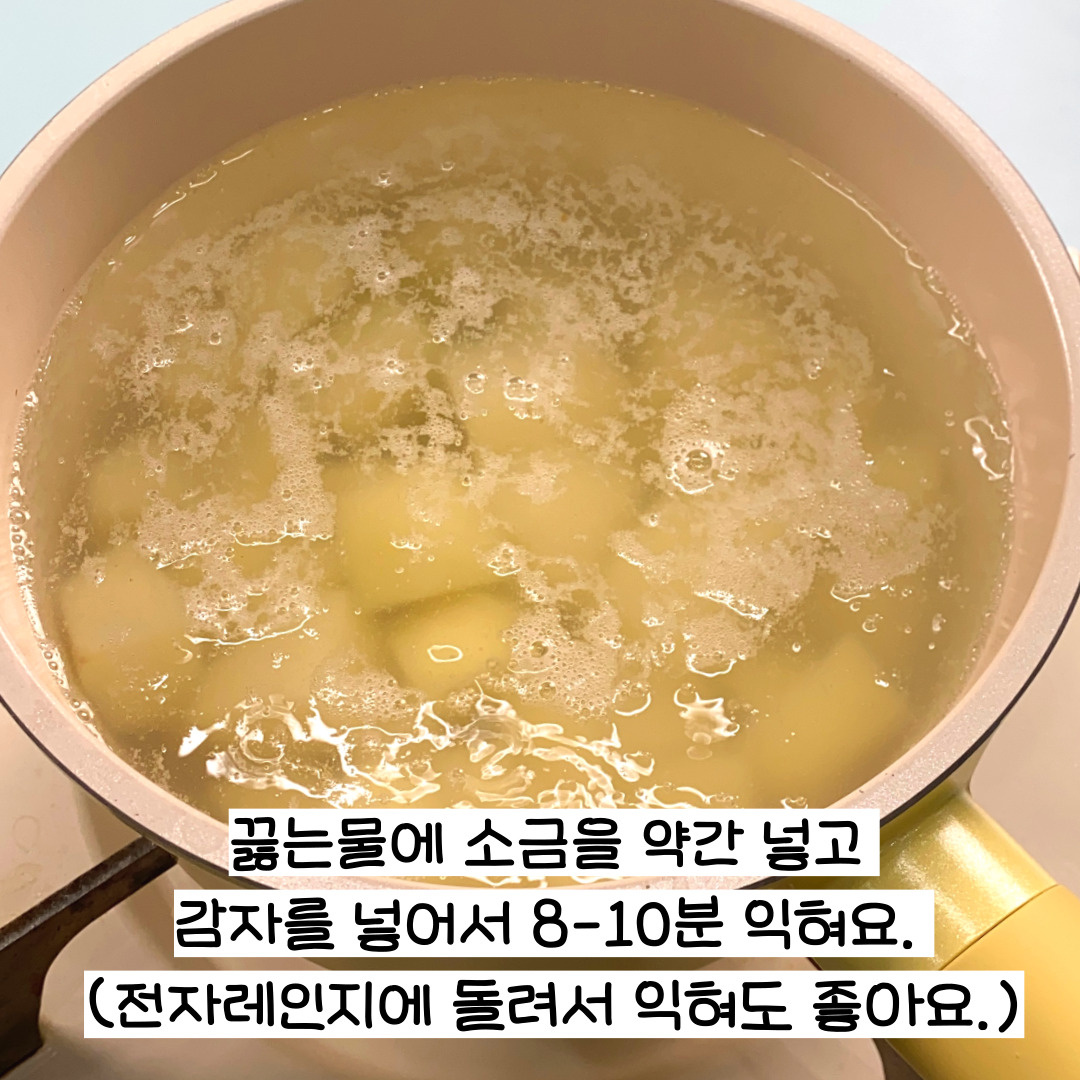 끓는물에 소금을 약간 넣고
감자를 넣어서 8-10분 익혀요.
(전자레인지에 돌려서 익혀도 좋아요.)